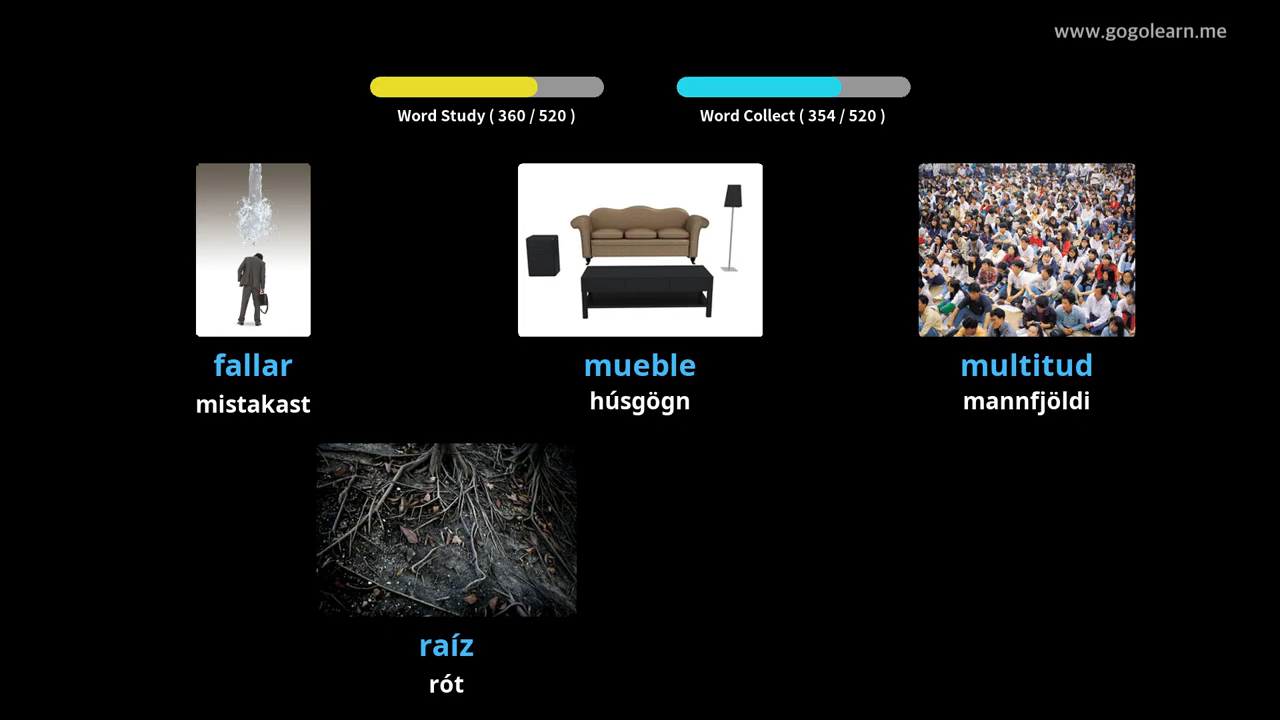 www.gogolearn.me
Word Study ( 360 / 520 )
Word Collect ( 354 / 520 )
fallar
mistakast
mueble
húsgögn
multitud
mannfjöldi
raíz
rót